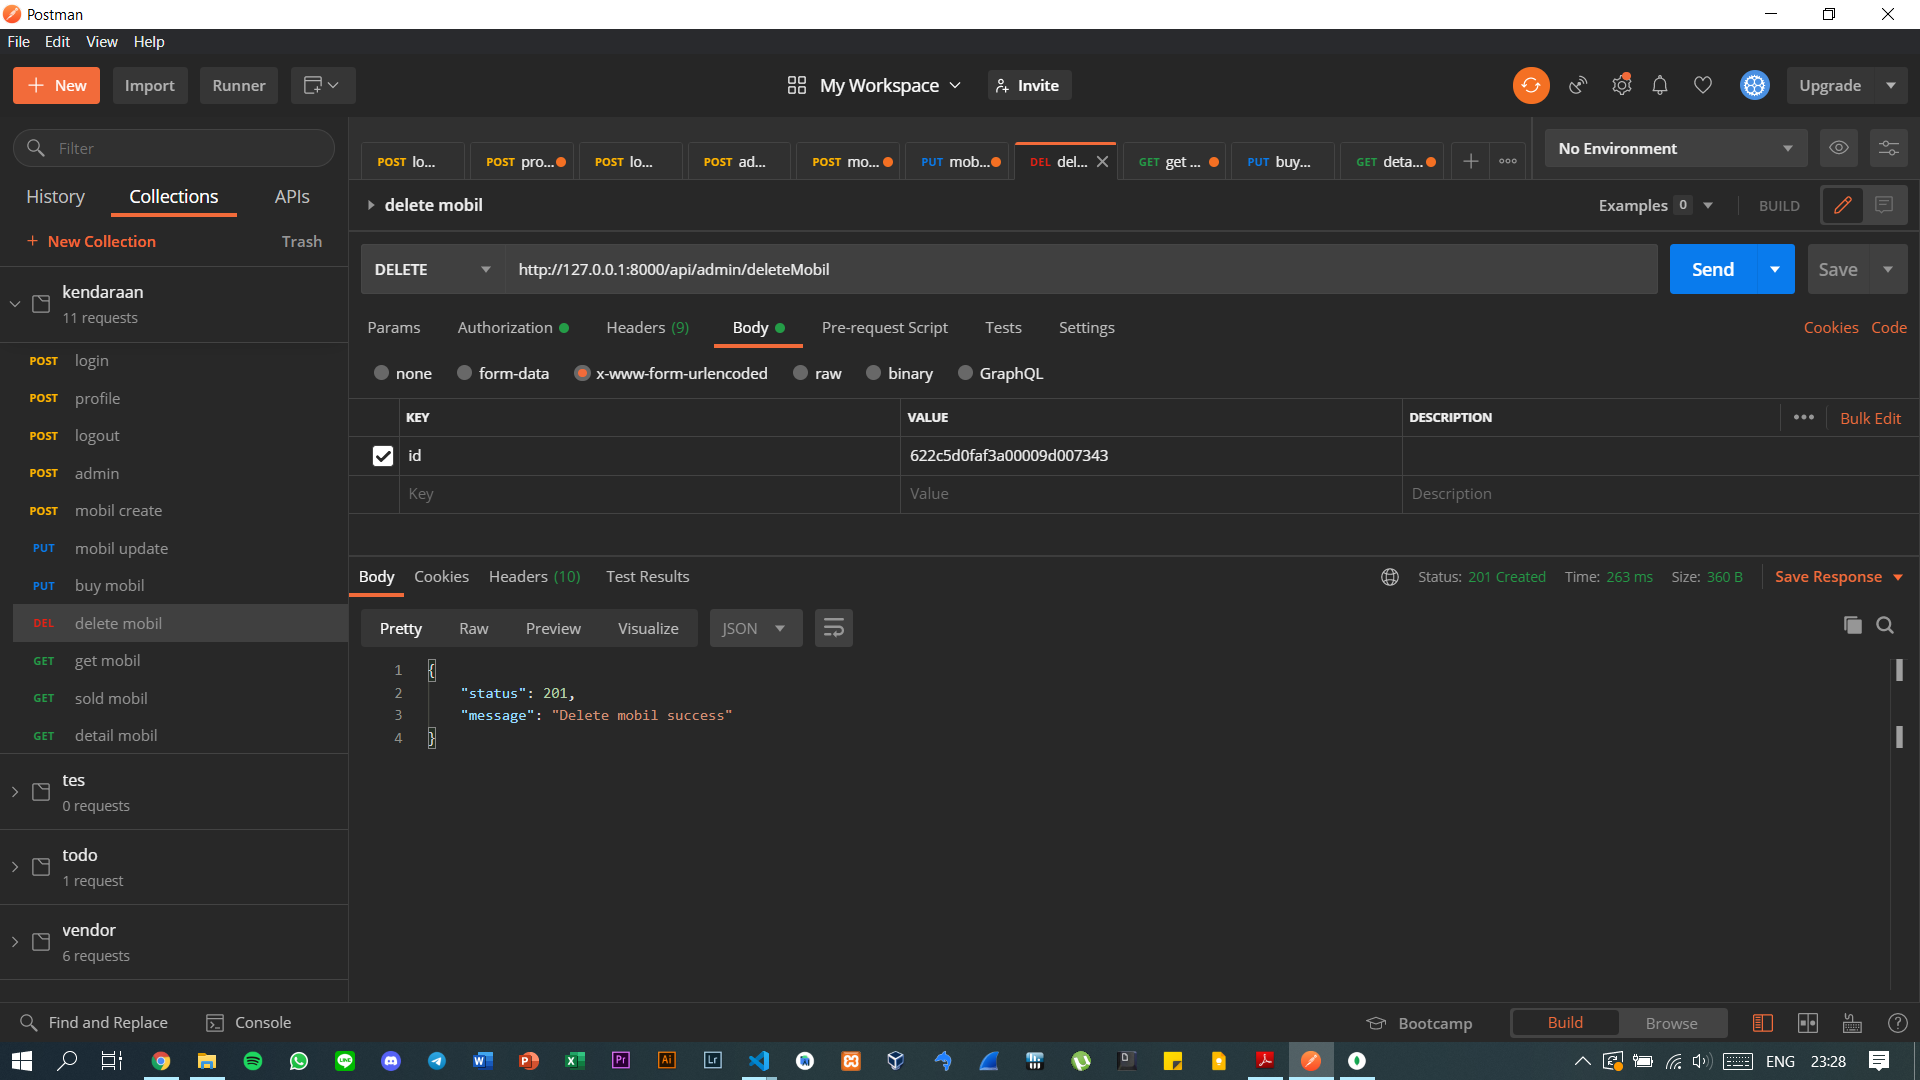 Postman
File Edit View Help
New Import Runner My Workspace Invite Upgrade
Filter
POST lo... POST pro... POST lo... POST ad... POST mo... PUT mob... DEL del... GET get ... PUT buy... GET deta... No Environment
History Collections APIs
delete mobil Examples 0 BUILD
+ New Collection Trash
DELETE http://127.0.0.1:8000/api/admin/deleteMobil Send Save
kendaraan
11 requests
Params Authorization Headers (9) Body Pre-request Script Tests Settings Cookies Code
none form-data x-www-form-urlencoded raw binary GraphQL
KEY VALUE DESCRIPTION Bulk Edit
id 622c5d0faf3a00009d007343
Key Value Description
POST login
POST profile
POST logout
POST admin
POST mobil create
PUT mobil update
PUT buy mobil
DEL delete mobil
GET get mobil
GET sold mobil
GET detail mobil
Body Cookies Headers (10) Test Results Status: 201 Created Time: 263 ms Size: 360 B Save Response
Pretty Raw Preview Visualize JSON
1 {
2 "status": 201,
3 "message": "Delete mobil success"
4 }
tes
0 requests
todo
1 request
vendor
6 requests
Find and Replace Console Bootcamp Build Browse
ENG 23:28